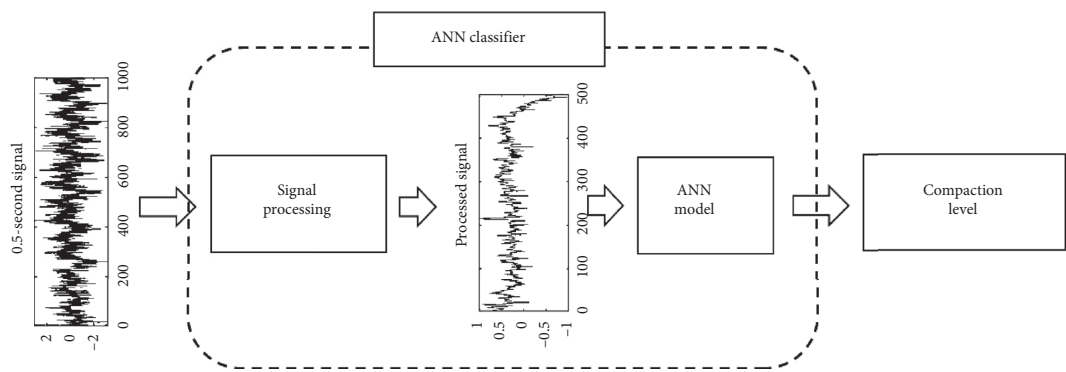 ANN classifier
0.5-second signal
2
0
−2
0
200
400
600
800
1000
Signal
processing
Processed signal
1
0.5
0
−0.5
−1
0
100
200
300
400
500
ANN
model
Compaction
level